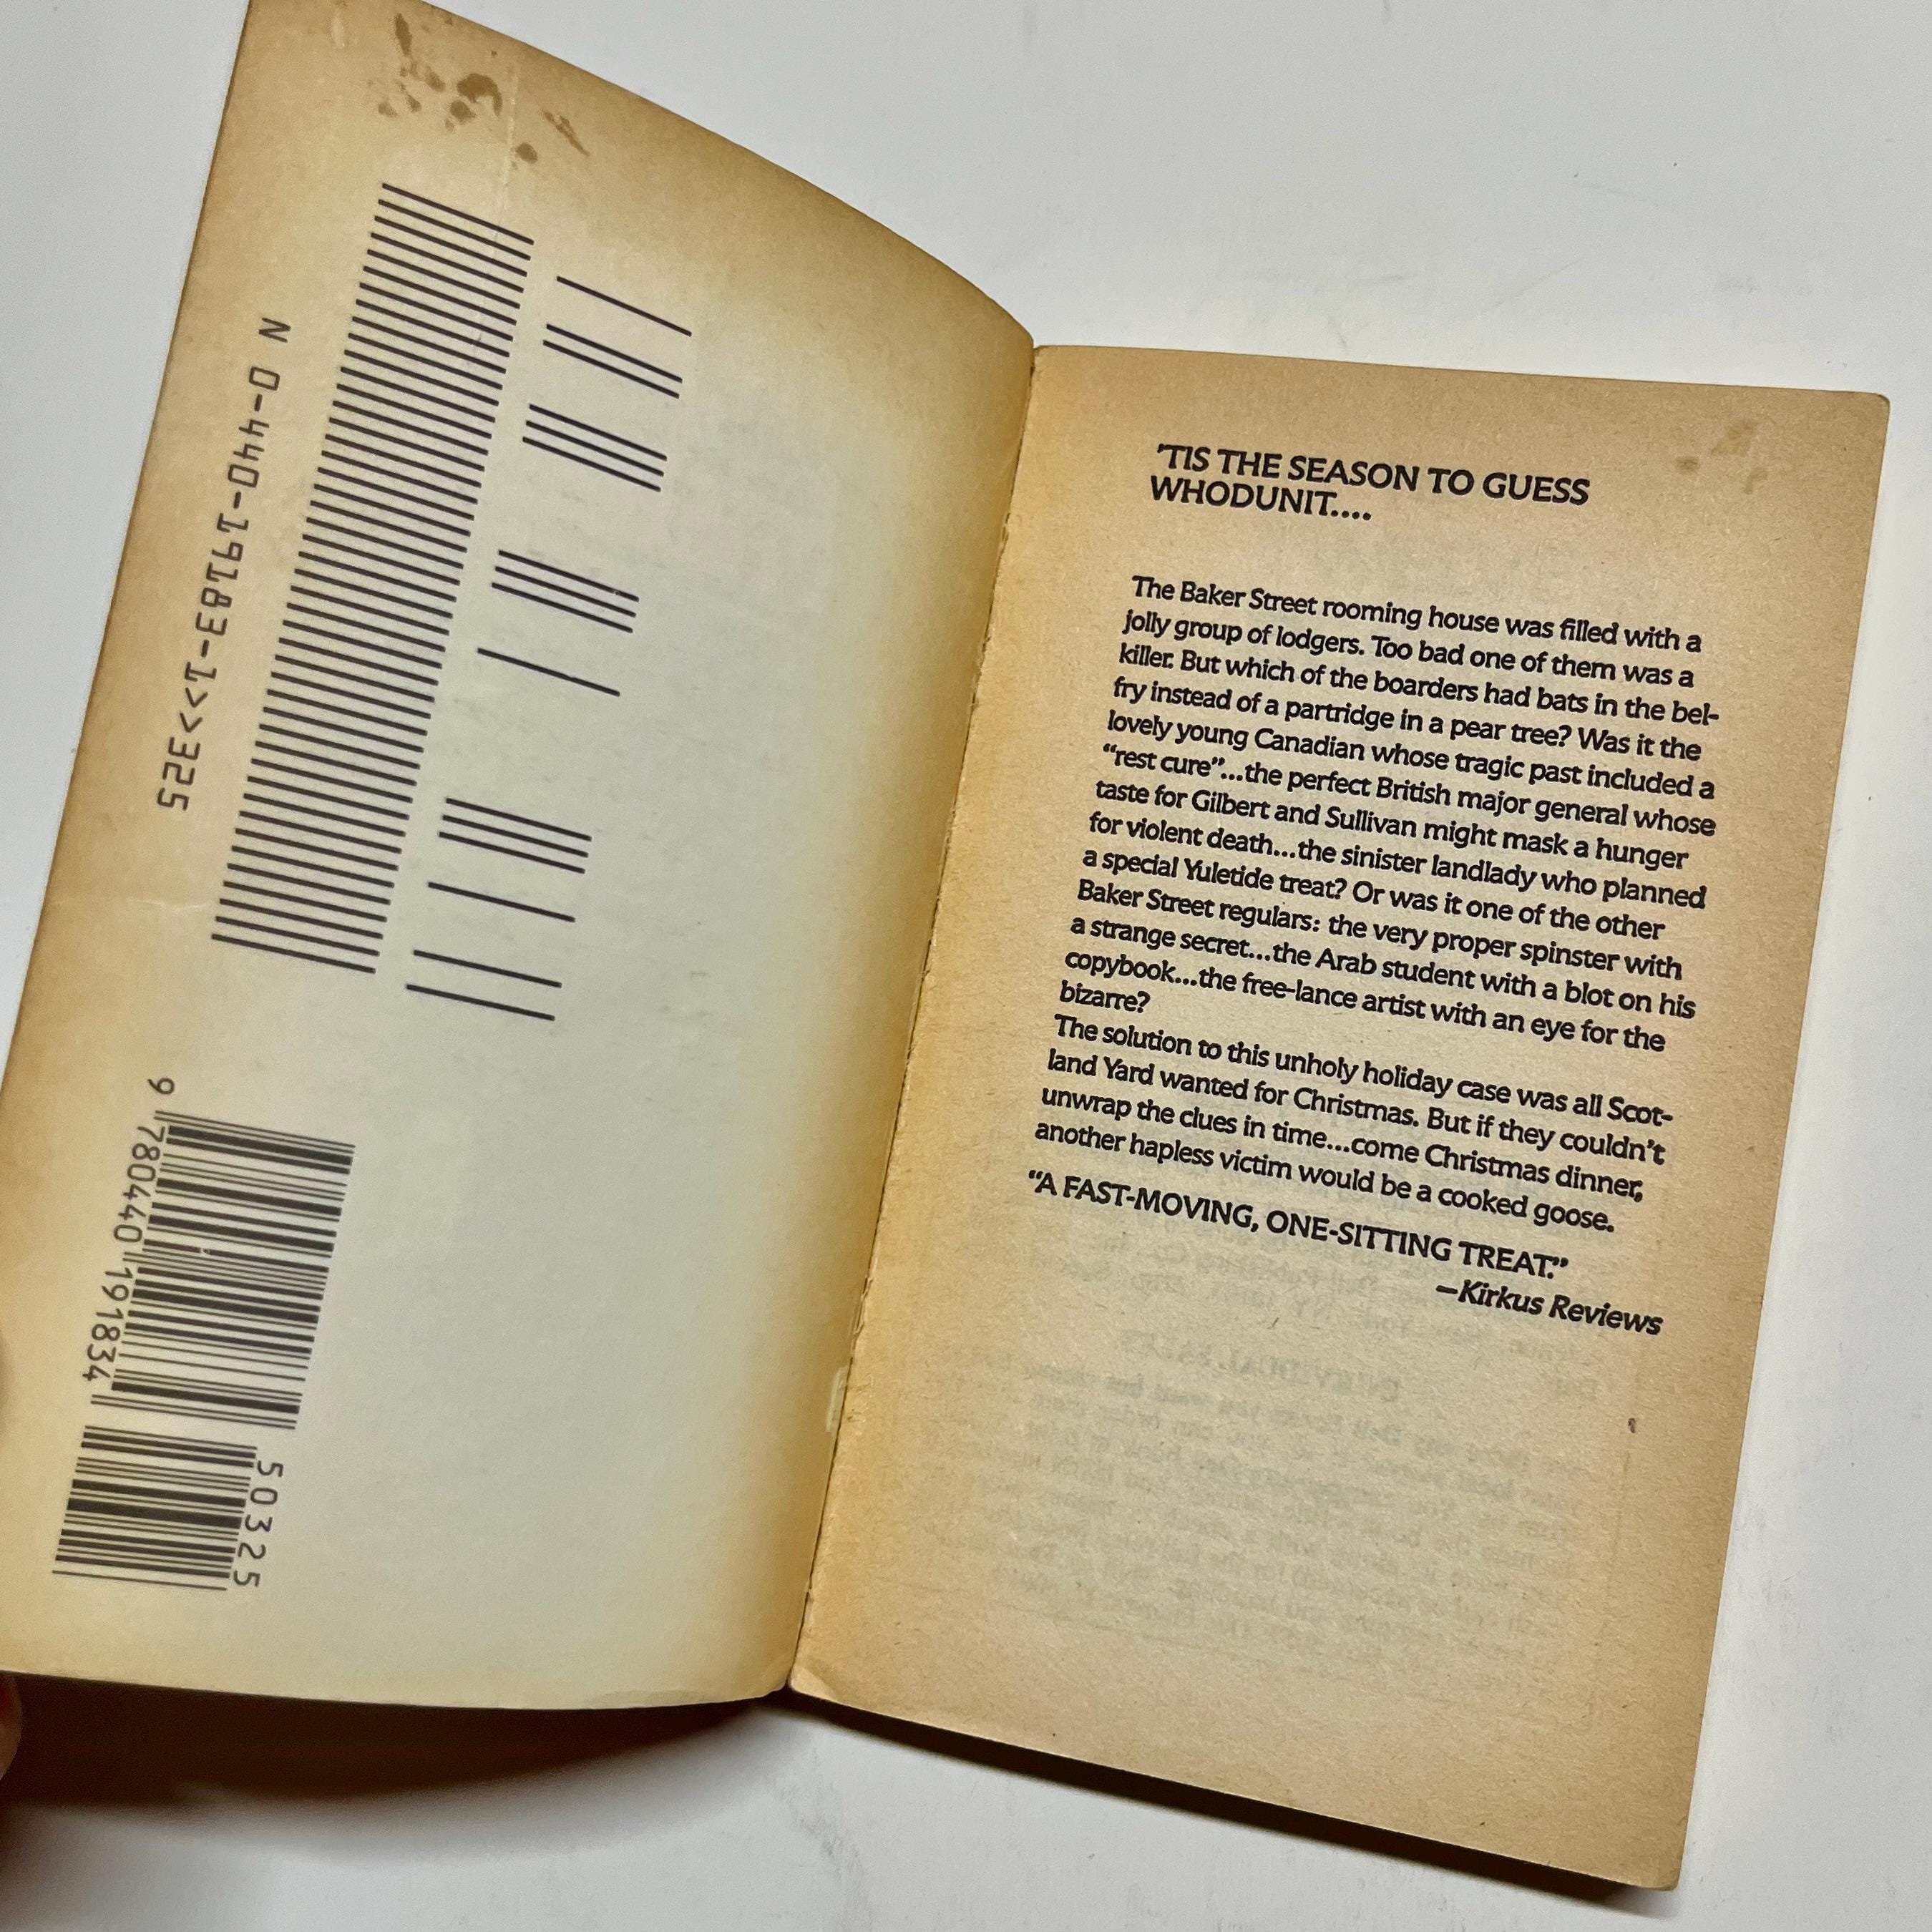 N 0-440-19183-1>>325
9 780440 191834
50325
'TIS THE SEASON TO GUESS
WHODUNIT....
The Baker Street rooming house was filled with a
jolly group of lodgers. Too bad one of them was a
killer. But which of the boarders had bats in the bel-
fry instead of a partridge in a pear tree? Was it the
lovely young Canadian whose tragic past included a
“rest cure”...the perfect British major general whose
taste for Gilbert and Sullivan might mask a hunger
for violent death...the sinister landlady who planned
a special Yuletide treat? Or was it one of the other
Baker Street regulars: the very proper spinster with
a strange secret...the Arab student with a blot on his
copybook...the free-lance artist with an eye for the
bizarre?
The solution to this unholy holiday case was all Scot-
land Yard wanted for Christmas. But if they couldn't
unwrap the clues in time...come Christmas dinner,
another hapless victim would be a cooked goose.
“A FAST-MOVING, ONE-SITTING TREAT.”
—Kirkus Reviews